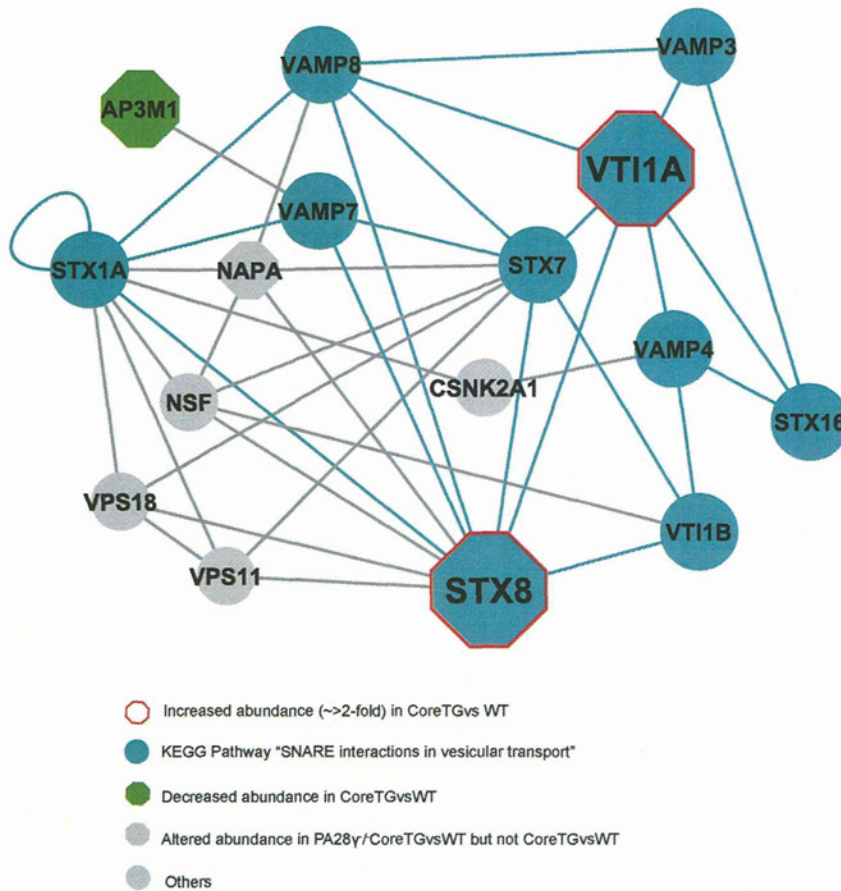 VAMP3
VAMP8
AP3M1
VTI1A
VAMP7
STX1A
NAPA
STX7
VAMP4
CSNK2A1
NSF
STX16
VPS18
VTI1B
VPS11
STX8
Increased abundance (~>2-fold) in CoreTGvs WT
KEGG Pathway "SNARE interactions in vesicular transport"
Decreased abundance in CoreTGvsWT
Altered abundance in PA28γ/-CoreTGvsWT but not CoreTGvsWT
Others